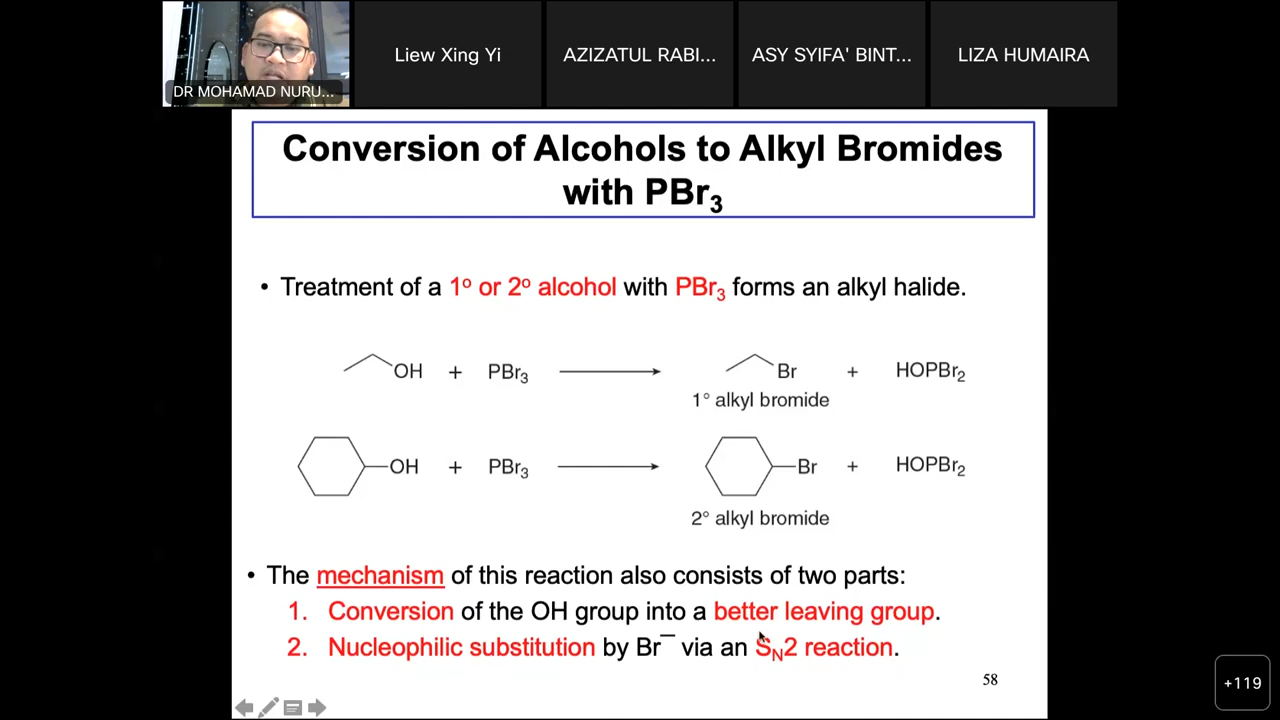 DR MOHAMAD NURU...
Liew Xing Yi
AZIZATUL RABI...
ASY SYIFA' BINT...
LIZA HUMAIRA
Conversion of Alcohols to Alkyl Bromides
with PBr₃
• Treatment of a 1º or 2º alcohol with PBr₃ forms an alkyl halide.
OH + PBr₃ Br + HOPBr₂
1° alkyl bromide
OH + PBr₃ Br + HOPBr₂
2° alkyl bromide
• The mechanism of this reaction also consists of two parts:
1. Conversion of the OH group into a better leaving group.
2. Nucleophilic substitution by Br⁻ via an Sₙ2 reaction.
58
+119